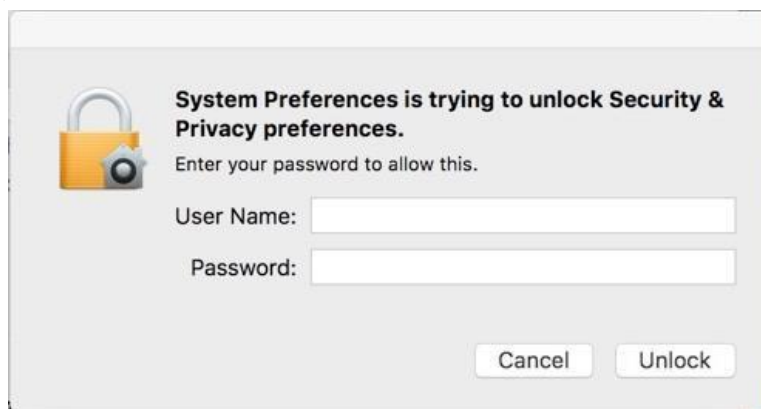 System Preferences is trying to unlock Security &
Privacy preferences.
Enter your password to allow this.
User Name:
Password:
Cancel Unlock